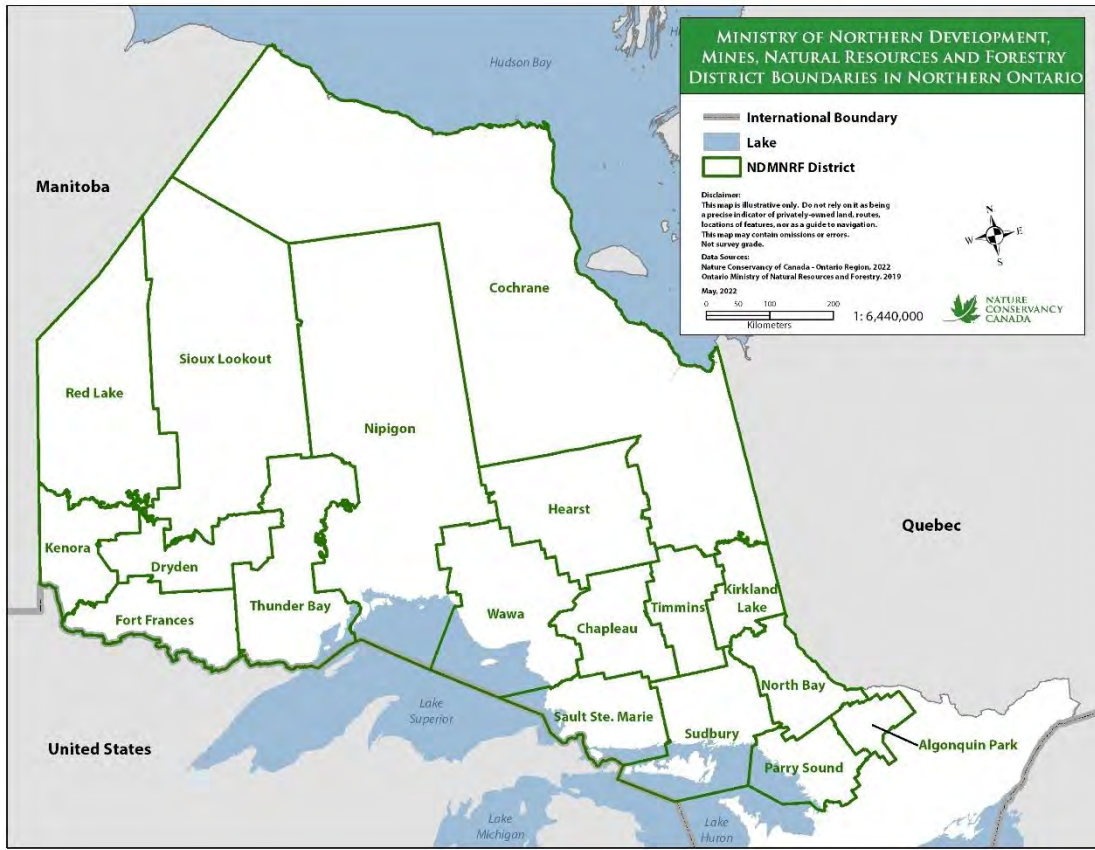 MINISTRY OF NORTHERN DEVELOPMENT,
MINES, NATURAL RESOURCES AND FORESTRY
DISTRICT BOUNDARIES IN NORTHERN ONTARIO
International Boundary
Lake
NDMNRF District
Disclaimer:
This map is illustrative only. Do not rely on it as being
a precise indicator of privately-owned land, routes,
locations of features, nor as a guide to navigation.
This map may contain omissions or errors.
Not survey grade.
Data Sources:
Nature Conservancy of Canada - Ontario Region, 2022
Ontario Ministry of Natural Resources and Forestry, 2019
May, 2022
0 50 100 200
Kilometers
1: 6,440,000
N
W E
S
NATURE
CONSERVANCY
CANADA
Hudson Bay
Manitoba
Cochrane
Sioux Lookout
Red Lake
Nipigon
Hearst
Quebec
Kenora
Dryden
Kirkland
Lake
Fort Frances
Thunder Bay
Wawa
Timmins
Chapleau
North Bay
Lake
Superior
Sault Ste. Marie
Sudbury
United States
Algonquin Park
Parry Sound
Lake
Michigan
Lake
Huron